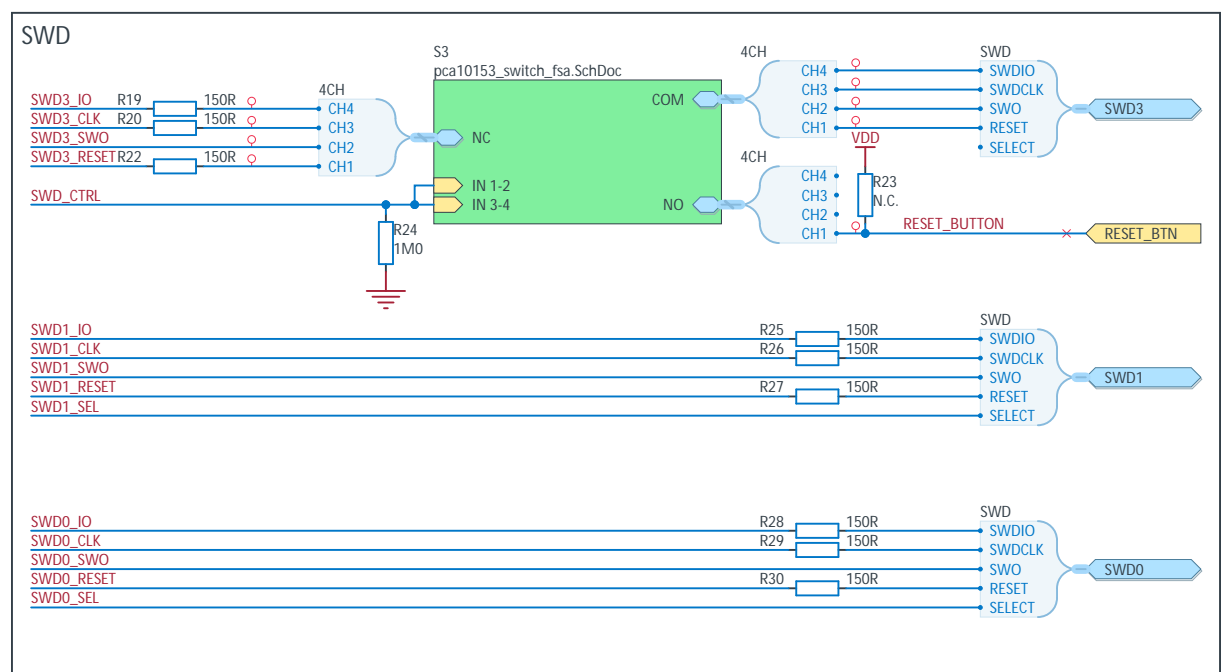 SWD
S3
pca10153_switch_fsa.SchDoc
4CH
SWD
SWD3_IO R19 150R CH4
SWD3_CLK R20 150R CH3
SWD3_SWO CH2
SWD3_RESET R22 150R CH1
4CH
NC
COM
CH4 SWDIO
CH3 SWDCLK
CH2 SWO SWD3
CH1 RESET
VDD SELECT
4CH
SWD_CTRL
IN 1-2
IN 3-4
NO
CH4
CH3 R23
CH2 N.C.
CH1 RESET_BUTTON RESET_BTN
R24
1M0
SWD
SWD1_IO R25 150R SWDIO
SWD1_CLK R26 150R SWDCLK
SWD1_SWO SWO SWD1
SWD1_RESET R27 150R RESET
SWD1_SEL SELECT
SWD
SWD0_IO R28 150R SWDIO
SWD0_CLK R29 150R SWDCLK
SWD0_SWO SWO SWD0
SWD0_RESET R30 150R RESET
SWD0_SEL SELECT